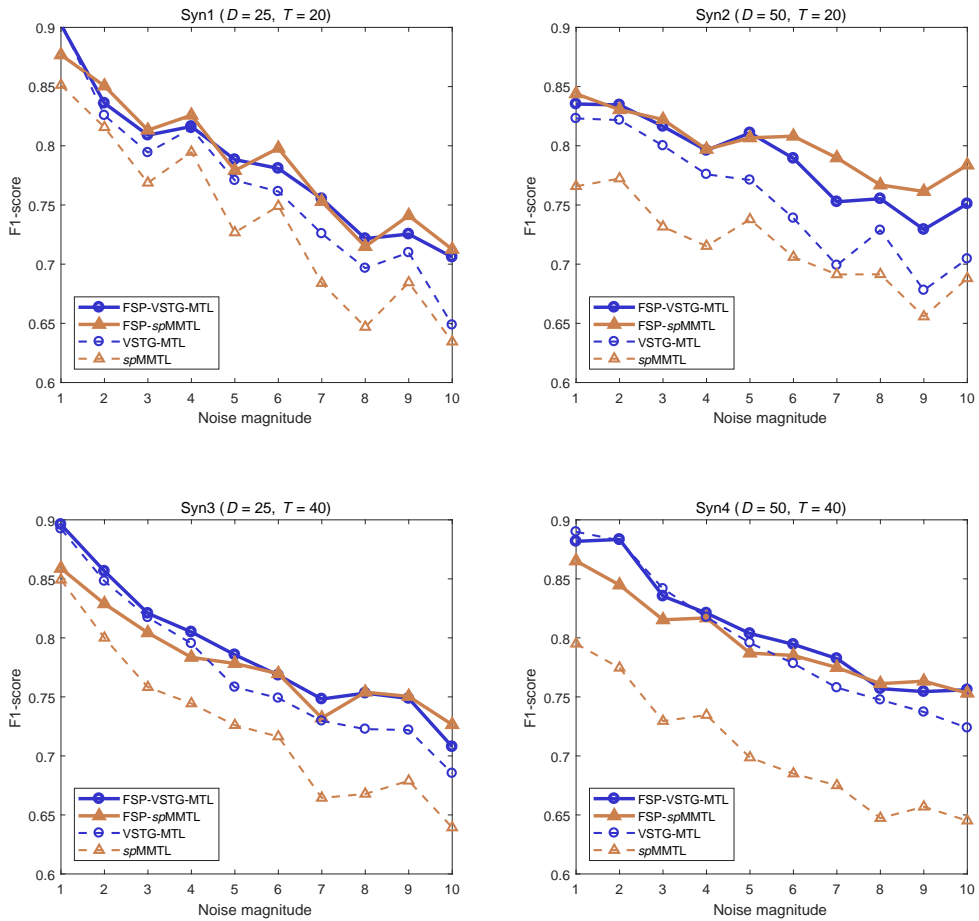 Syn1 ( D = 25, T = 20)
0.9
0.85
0.8
0.75
0.7
0.65
0.6
F1-score
FSP-VSTG-MTL
FSP-spMMTL
VSTG-MTL
spMMTL
1 2 3 4 5 6 7 8 9 10
Noise magnitude
Syn2 ( D = 50, T = 20)
0.9
0.85
0.8
0.75
0.7
0.65
0.6
F1-score
FSP-VSTG-MTL
FSP-spMMTL
VSTG-MTL
spMMTL
1 2 3 4 5 6 7 8 9 10
Noise magnitude
Syn3 ( D = 25, T = 40)
0.9
0.85
0.8
0.75
0.7
0.65
0.6
F1-score
FSP-VSTG-MTL
FSP-spMMTL
VSTG-MTL
spMMTL
1 2 3 4 5 6 7 8 9 10
Noise magnitude
Syn4 ( D = 50, T = 40)
0.9
0.85
0.8
0.75
0.7
0.65
0.6
F1-score
FSP-VSTG-MTL
FSP-spMMTL
VSTG-MTL
spMMTL
1 2 3 4 5 6 7 8 9 10
Noise magnitude